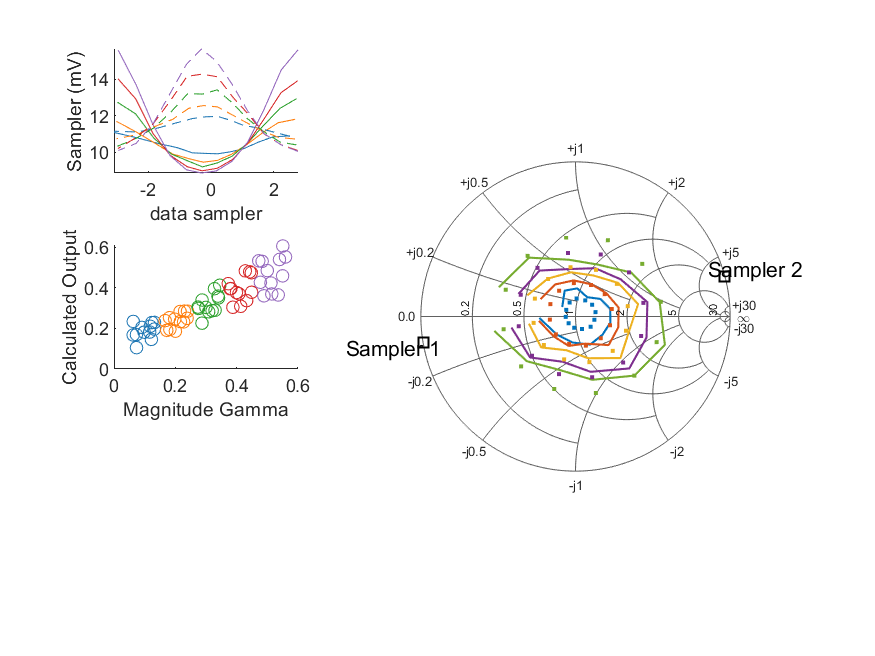 Sampler (mV)
14
12
10
-2
0
2
data sampler
Calculated Output
0.6
0.4
0.2
0
0
0.2
0.4
0.6
Magnitude Gamma
+j1
+j0.5
+j2
+j0.2
+j5
Sampler 2
0.0
0.2
0.5
1
2
5
30
+j30
∞
-j30
Sampler 1
-j0.2
-j5
-j0.5
-j2
-j1